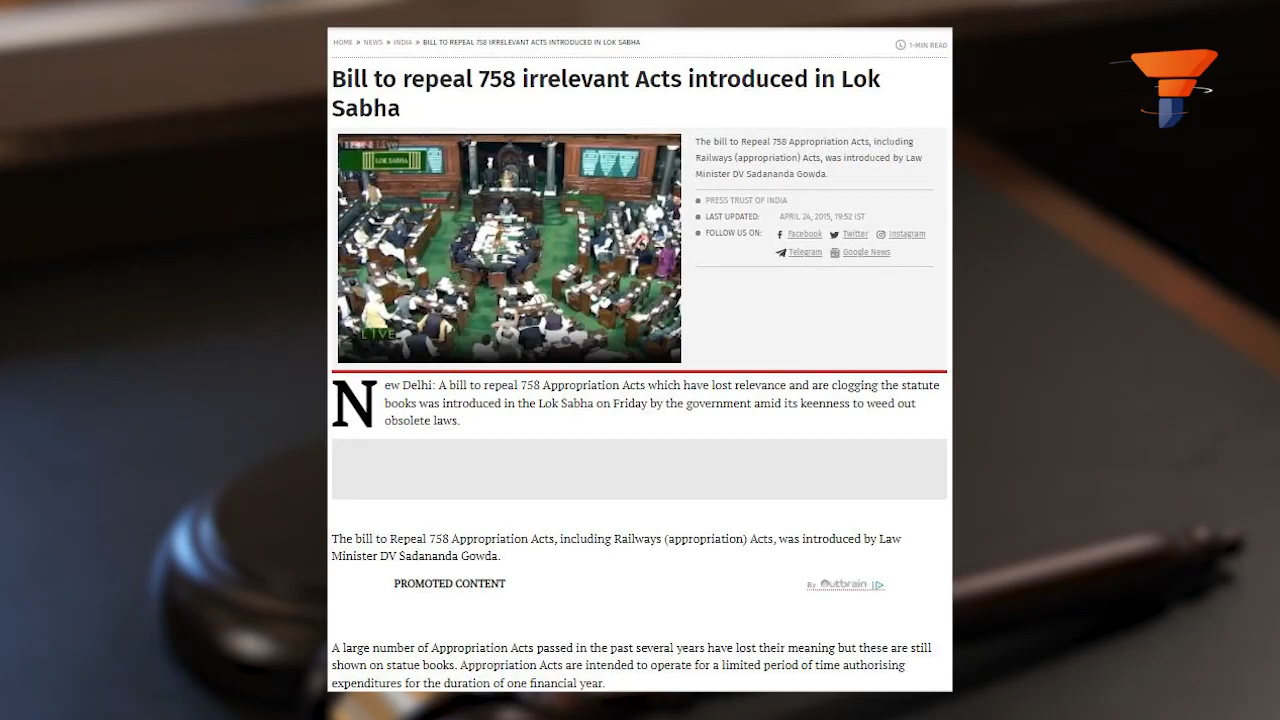 HOME » NEWS » INDIA » BILL TO REPEAL 758 IRRELEVANT ACTS INTRODUCED IN LOK SABHA
1-MIN READ
Bill to repeal 758 irrelevant Acts introduced in Lok
Sabha
LOK SABHA
LIVE
The bill to Repeal 758 Appropriation Acts, including
Railways (appropriation) Acts, was introduced by Law
Minister DV Sadananda Gowda.
PRESS TRUST OF INDIA
LAST UPDATED: APRIL 24, 2015, 19:52 IST
FOLLOW US ON: Facebook Twitter Instagram
Telegram Google News
New Delhi: A bill to repeal 758 Appropriation Acts which have lost relevance and are clogging the statute
books was introduced in the Lok Sabha on Friday by the government amid its keenness to weed out
obsolete laws.
The bill to Repeal 758 Appropriation Acts, including Railways (appropriation) Acts, was introduced by Law
Minister DV Sadananda Gowda.
PROMOTED CONTENT
By Outbrain
A large number of Appropriation Acts passed in the past several years have lost their meaning but these are still
shown on statue books. Appropriation Acts are intended to operate for a limited period of time authorising
expenditures for the duration of one financial year.